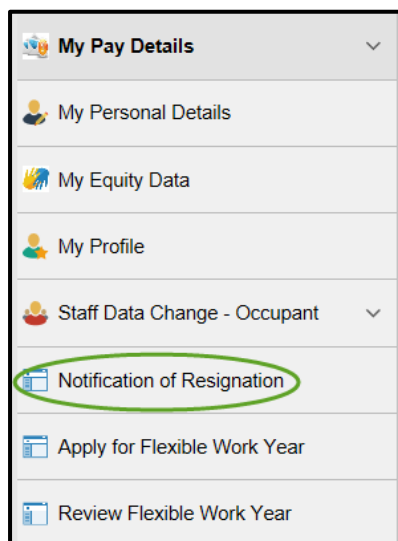 My Pay Details
My Personal Details
My Equity Data
My Profile
Staff Data Change - Occupant
Notification of Resignation
Apply for Flexible Work Year
Review Flexible Work Year